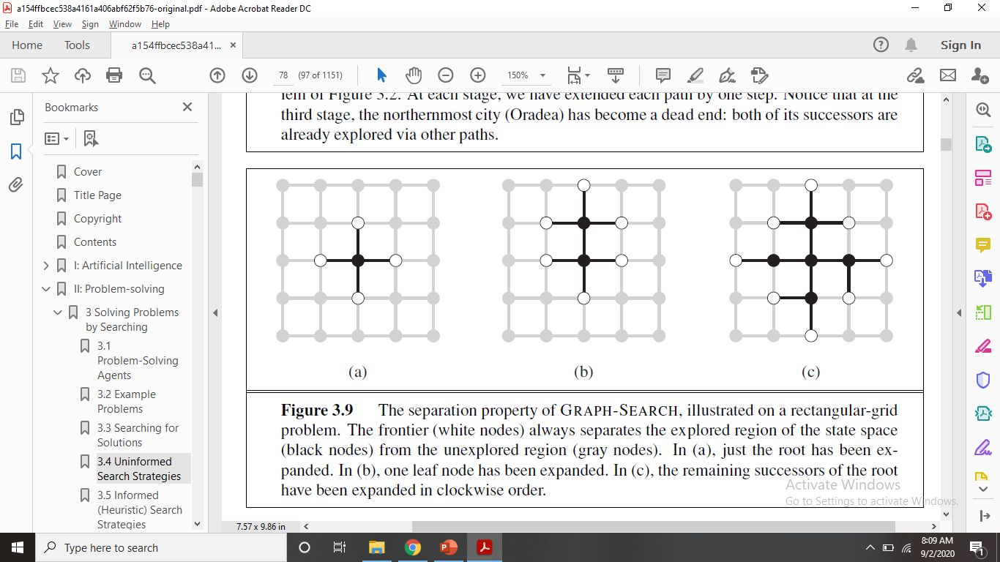 a154ffbcec538a4161a406abf62f5b76-original.pdf - Adobe Acrobat Reader DC
File Edit View Sign Window Help
Home Tools a154ffbcec538a41... × Sign In
78 (97 of 1151) 150%
Bookmarks
Cover
Title Page
Copyright
Contents
I: Artificial Intelligence
II: Problem-solving
3 Solving Problems
by Searching
3.1
Problem-Solving
Agents
3.2 Example
Problems
3.3 Searching for
Solutions
3.4 Uninformed
Search Strategies
3.5 Informed
(Heuristic) Search
Strategies
lem of Figure 3.2. At each stage, we have extended each path by one step. Notice that at the
third stage, the northernmost city (Oradea) has become a dead end: both of its successors are
already explored via other paths.
(a) (b) (c)
Figure 3.9 The separation property of GRAPH-SEARCH, illustrated on a rectangular-grid
problem. The frontier (white nodes) always separates the explored region of the state space
(black nodes) from the unexplored region (gray nodes). In (a), just the root has been ex-
panded. In (b), one leaf node has been expanded. In (c), the remaining successors of the root
have been expanded in clockwise order.
Activate Windows
Go to Settings to activate Windows.
7.57 x 9.86 in
Type here to search
8:09 AM
9/2/2020
1